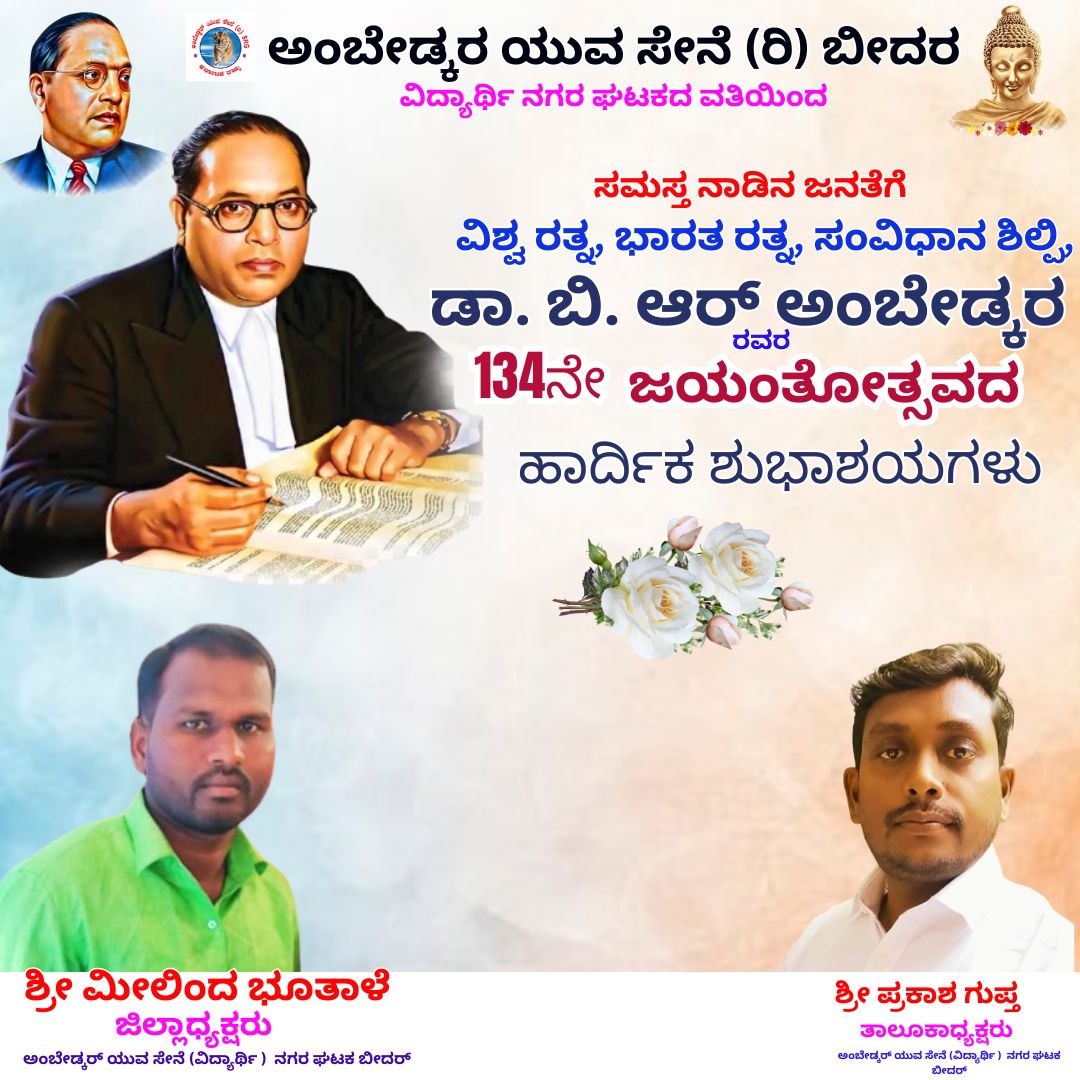 ಅಂಬೇಡ್ಕರ ಯುವ ಸೇನೆ (ರಿ) ಬೀದರ
ವಿದ್ಯಾರ್ಥಿ ನಗರ ಘಟಕದ ವತಿಯಿಂದ
ಸಮಸ್ತ ನಾಡಿನ ಜನತೆಗೆ
ವಿಶ್ವ ರತ್ನ, ಭಾರತ ರತ್ನ, ಸಂವಿಧಾನ ಶಿಲ್ಪಿ,
ಡಾ. ಬಿ. ಆರ್ ಅಂಬೇಡ್ಕರ
ರವರ
134ನೇ ಜಯಂತೋತ್ಸವದ
ಹಾರ್ದಿಕ ಶುಭಾಶಯಗಳು
ಶ್ರೀ ಮೀಲಿಂದ ಭೂತಾಳೆ
ಜಿಲ್ಲಾಧ್ಯಕ್ಷರು
ಅಂಬೇಡ್ಕರ್ ಯುವ ಸೇನೆ (ವಿದ್ಯಾರ್ಥಿ ) ನಗರ ಘಟಕ ಬೀದರ್
ಶ್ರೀ ಪ್ರಕಾಶ ಗುಪ್ತ
ತಾಲೂಕಾಧ್ಯಕ್ಷರು
ಅಂಬೇಡ್ಕರ್ ಯುವ ಸೇನೆ (ವಿದ್ಯಾರ್ಥಿ ) ನಗರ ಘಟಕ
ಬೀದರ್